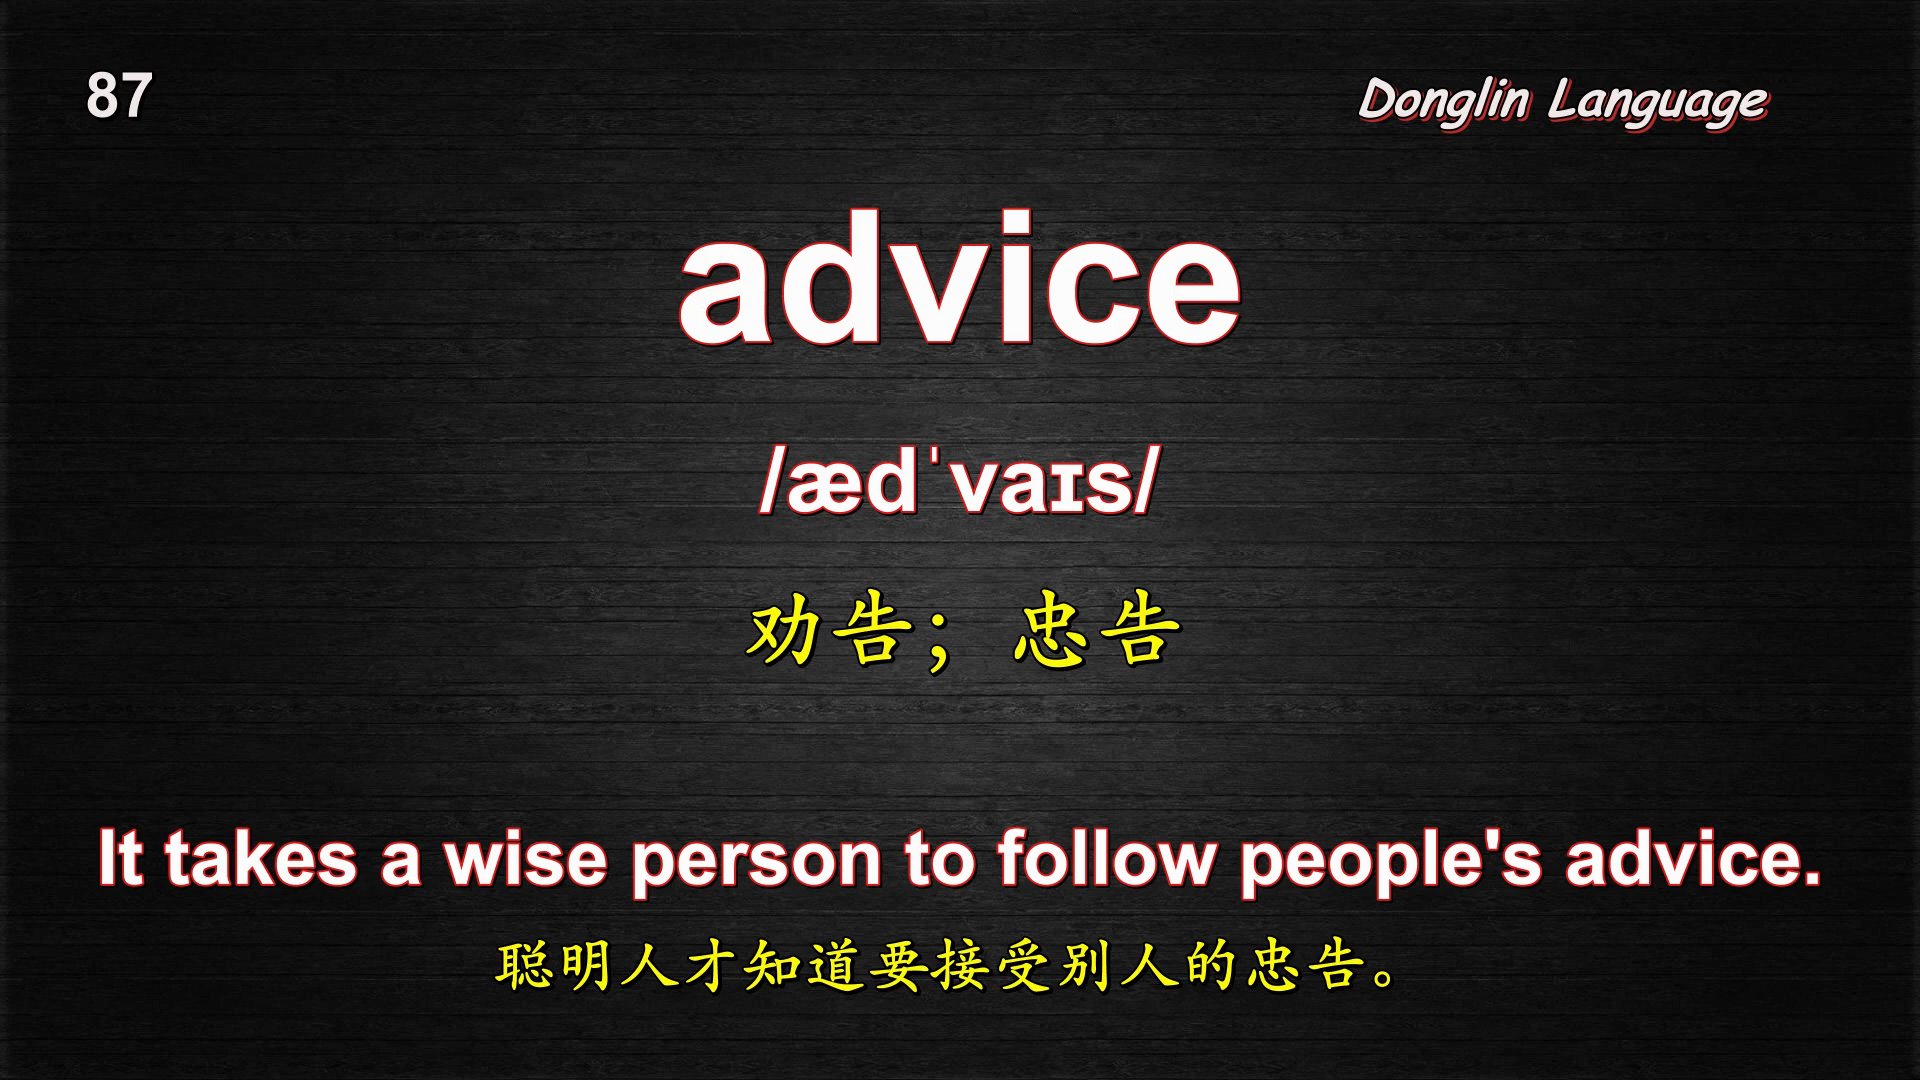 87
Donglin Language
advice
/ædˈvaɪs/
劝告；忠告
It takes a wise person to follow people's advice.
聪明人才知道要接受别人的忠告。